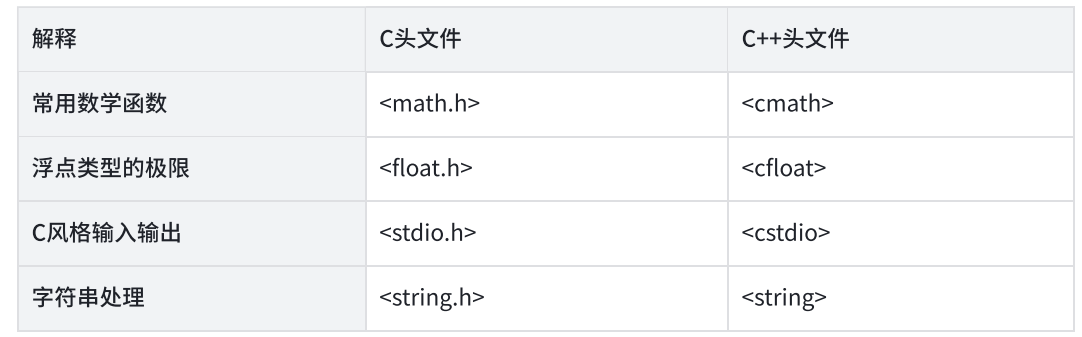 解释 C头文件 C++头文件
常用数学函数 <math.h> <cmath>
浮点类型的极限 <float.h> <cfloat>
C风格输入输出 <stdio.h> <cstdio>
字符串处理 <string.h> <string>